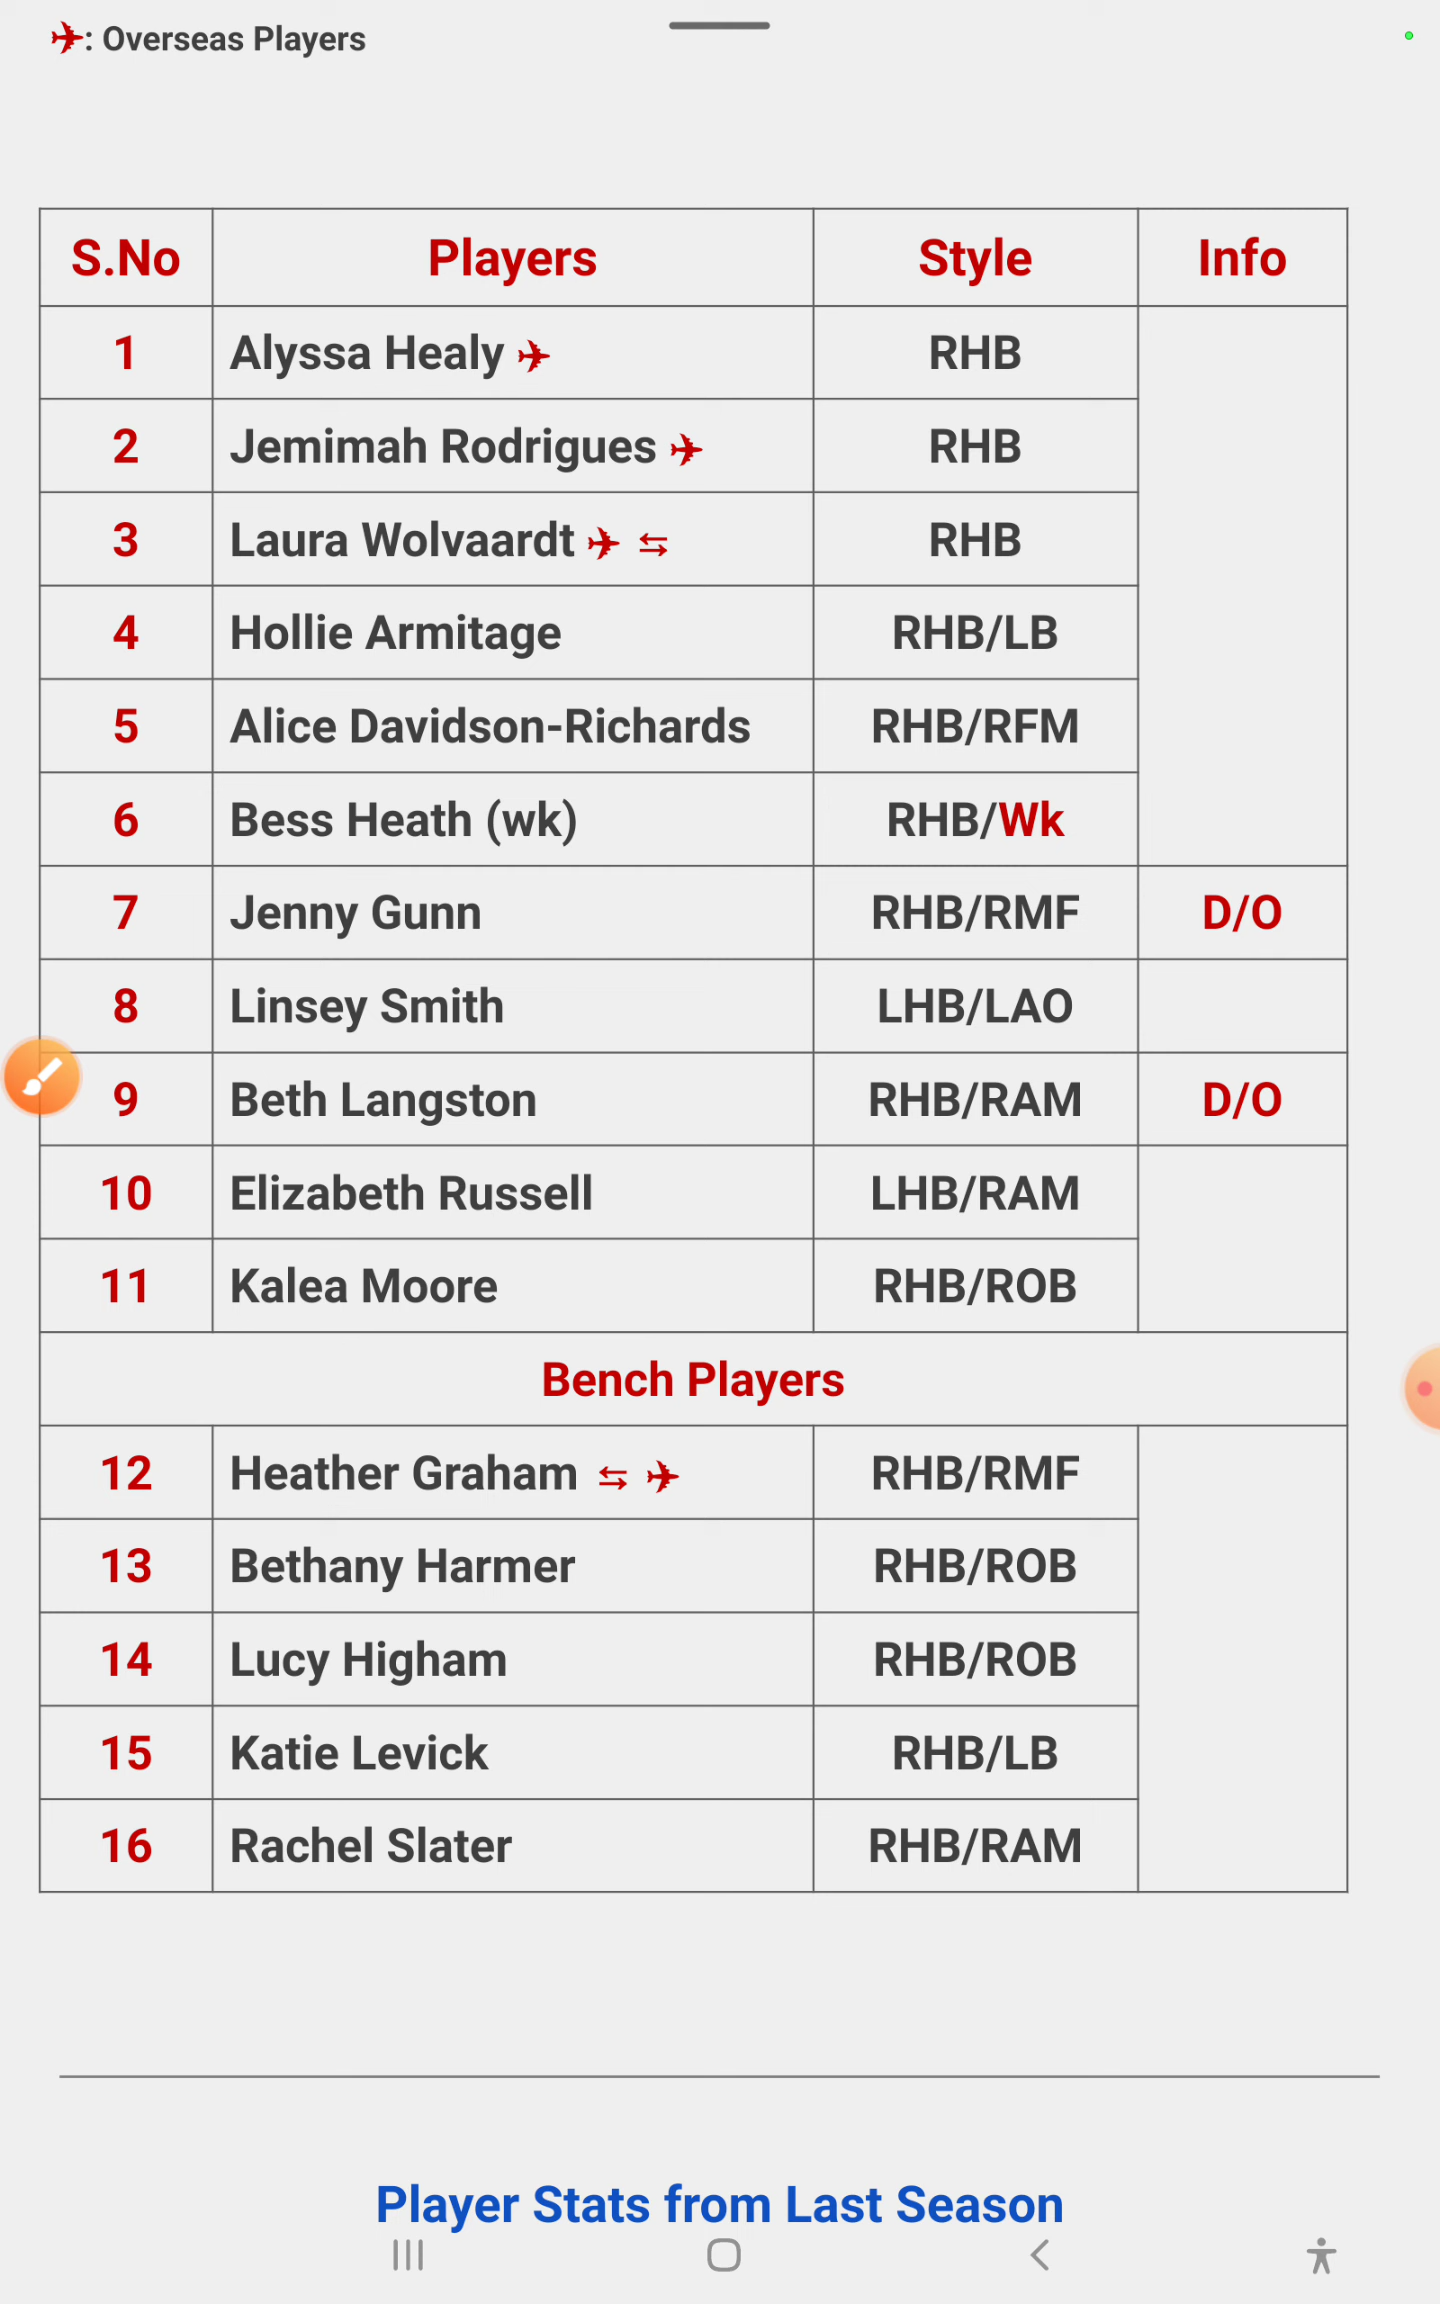 ✈: Overseas Players
S.No Players Style Info
1 Alyssa Healy ✈ RHB
2 Jemimah Rodrigues ✈ RHB
3 Laura Wolvaardt ✈ ⇆ RHB
4 Hollie Armitage RHB/LB
5 Alice Davidson-Richards RHB/RFM
6 Bess Heath (wk) RHB/Wk
7 Jenny Gunn RHB/RMF D/O
8 Linsey Smith LHB/LAO
9 Beth Langston RHB/RAM D/O
10 Elizabeth Russell LHB/RAM
11 Kalea Moore RHB/ROB
Bench Players
12 Heather Graham ⇆ ✈ RHB/RMF
13 Bethany Harmer RHB/ROB
14 Lucy Higham RHB/ROB
15 Katie Levick RHB/LB
16 Rachel Slater RHB/RAM
Player Stats from Last Season